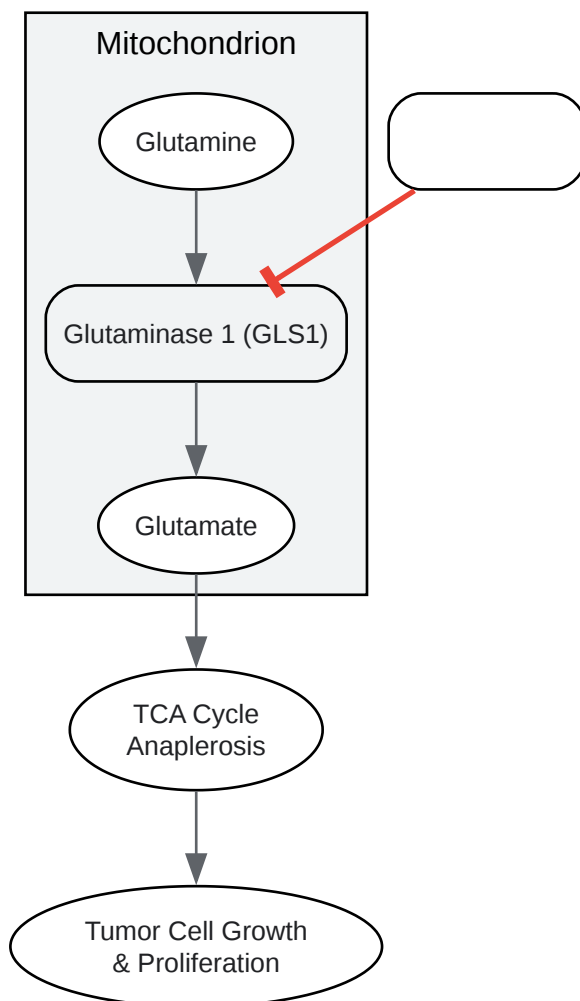 Mitochondrion
Glutamine
Glutaminase 1 (GLS1)
Glutamate
TCA Cycle
Anaplerosis
Tumor Cell Growth
& Proliferation